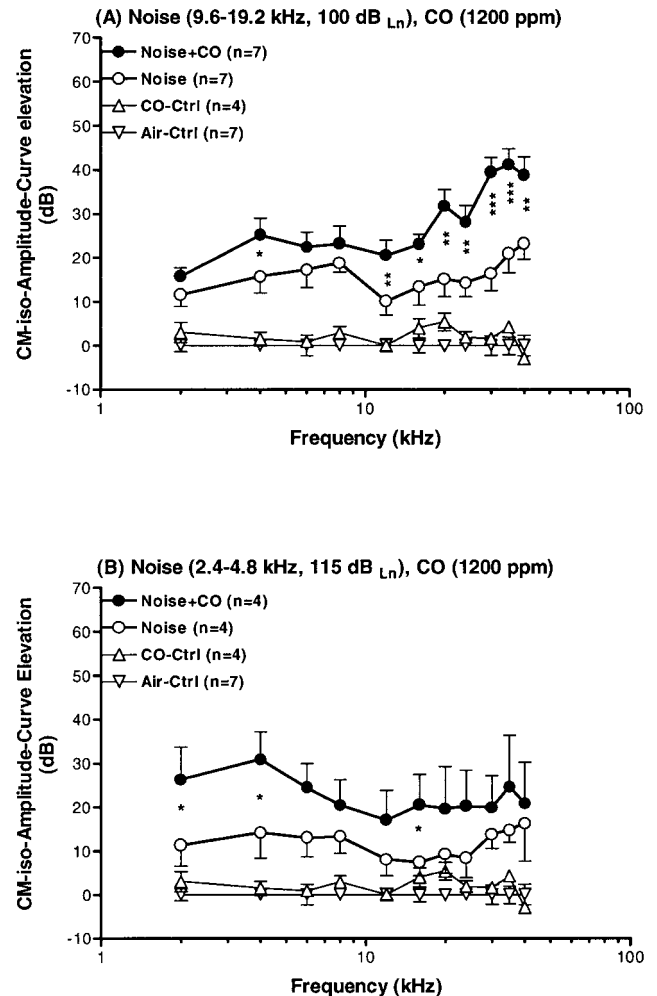 (A) Noise (9.6-19.2 kHz, 100 dB Ln), CO (1200 ppm)
70
60
50
40
30
20
10
0
-10
CM-iso-Amplitude-Curve elevation
(dB)
Noise+CO (n=7)
Noise (n=7)
CO-Ctrl (n=4)
Air-Ctrl (n=7)
*
**
*
**
**
***
***
**
1
10
100
Frequency (kHz)
(B) Noise (2.4-4.8 kHz, 115 dB Ln), CO (1200 ppm)
70
60
50
40
30
20
10
0
-10
CM-iso-Amplitude-Curve Elevation
(dB)
Noise+CO (n=4)
Noise (n=4)
CO-Ctrl (n=4)
Air-Ctrl (n=7)
*
*
*
1
10
100
Frequency (kHz)